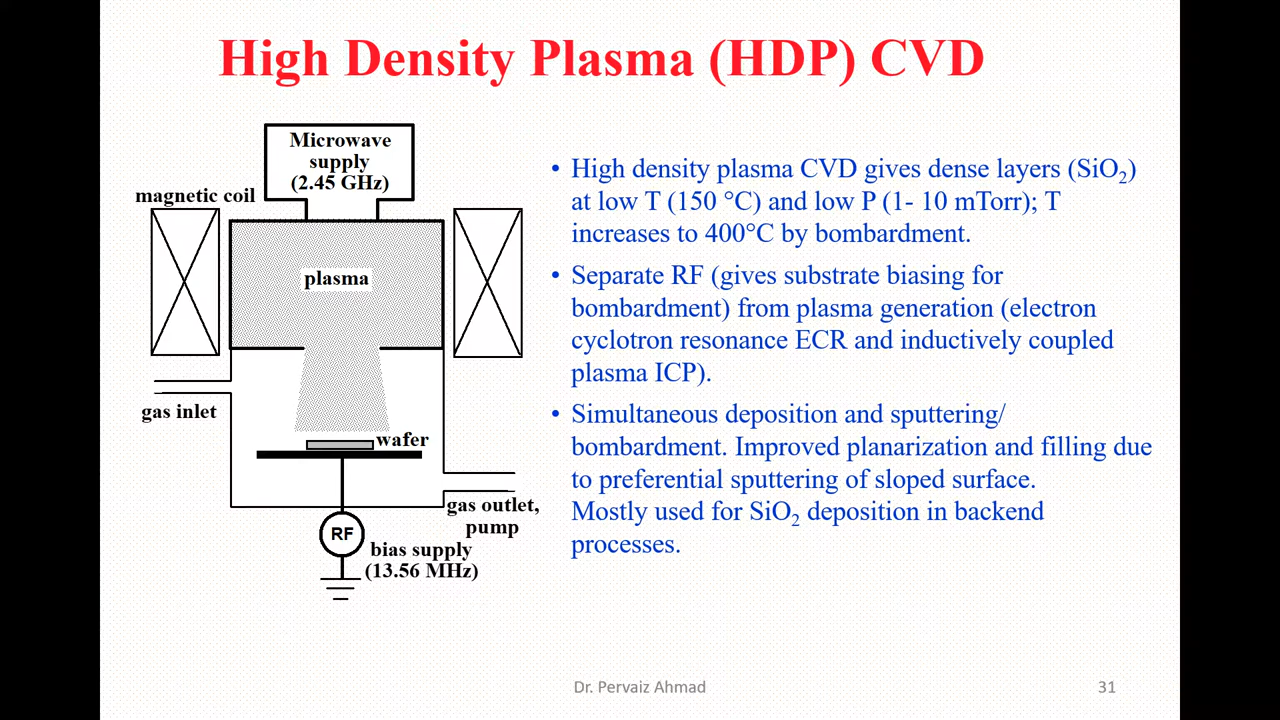 High Density Plasma (HDP) CVD
Microwave
supply
(2.45 GHz)
magnetic coil
plasma
gas inlet
wafer
gas outlet,
pump
RF
bias supply
(13.56 MHz)
• High density plasma CVD gives dense layers (SiO₂)
at low T (150 °C) and low P (1- 10 mTorr); T
increases to 400°C by bombardment.
• Separate RF (gives substrate biasing for
bombardment) from plasma generation (electron
cyclotron resonance ECR and inductively coupled
plasma ICP).
• Simultaneous deposition and sputtering/
bombardment. Improved planarization and filling due
to preferential sputtering of sloped surface.
Mostly used for SiO₂ deposition in backend
processes.
Dr. Pervaiz Ahmad
31